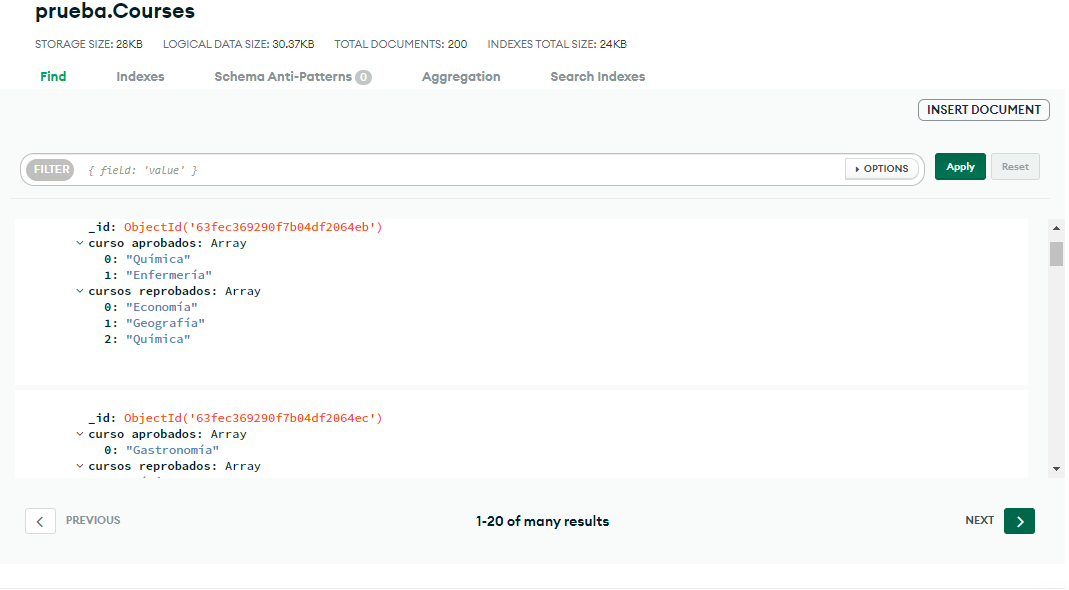 prueba.Courses
STORAGE SIZE: 28KB LOGICAL DATA SIZE: 30.37KB TOTAL DOCUMENTS: 200 INDEXES TOTAL SIZE: 24KB
Find Indexes Schema Anti-Patterns 0 Aggregation Search Indexes
INSERT DOCUMENT
FILTER { field: 'value' } OPTIONS Apply Reset
_id: ObjectId('63fec369290f7b04df2064eb')
curso aprobados: Array
0: "Química"
1: "Enfermería"
cursos reprobados: Array
0: "Economía"
1: "Geografía"
2: "Química"
_id: ObjectId('63fec369290f7b04df2064ec')
curso aprobados: Array
0: "Gastronomía"
cursos reprobados: Array
PREVIOUS 1-20 of many results NEXT